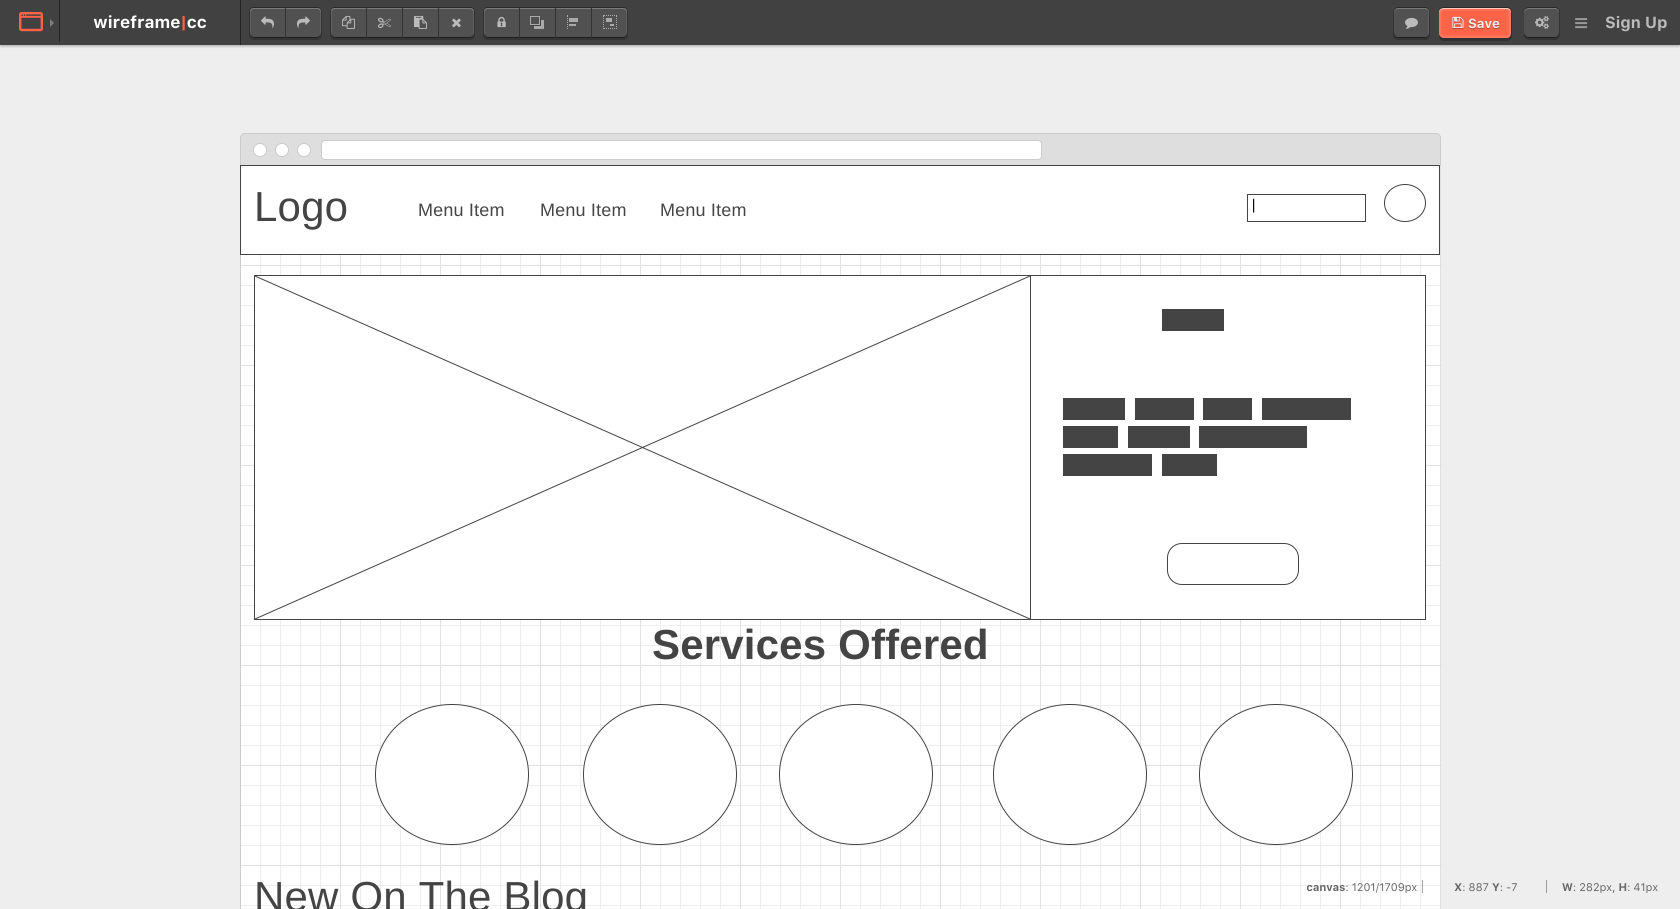 wireframe|cc
Save
Sign Up
Logo
Menu Item Menu Item Menu Item
Services Offered
New On The Blog
canvas: 1201/1709px X: 887 Y: -7 W: 282px, H: 41px